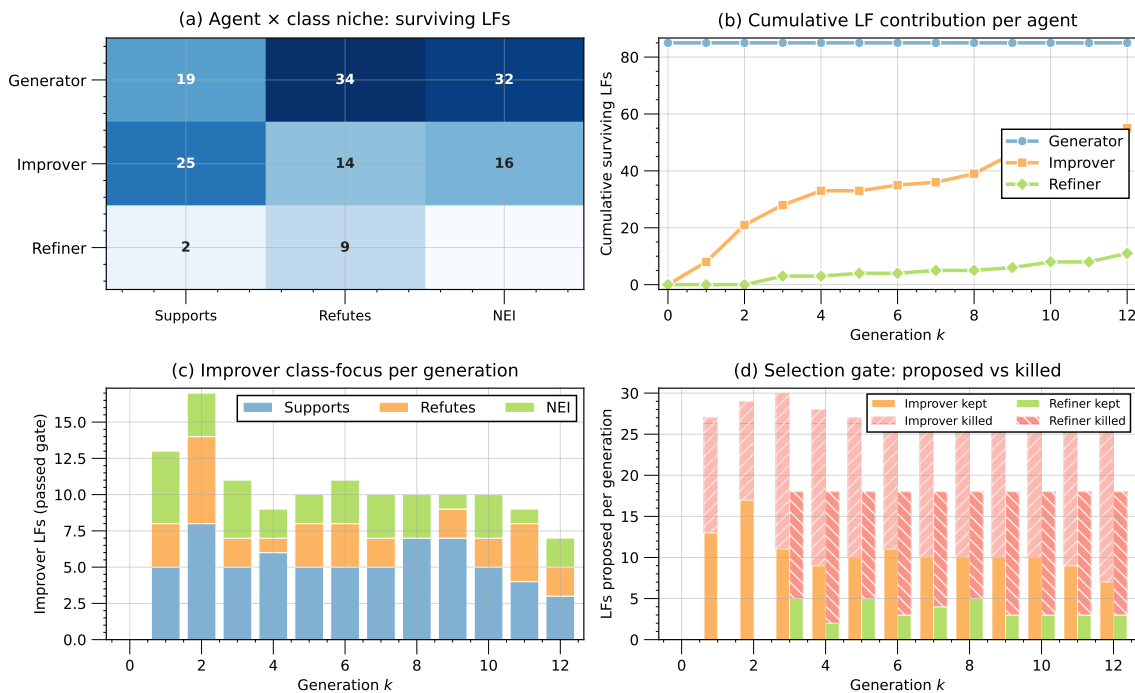 (a) Agent × class niche: surviving LFs
Generator
Improver
Refiner
19 34 32
25 14 16
2 9
Supports Refutes NEI
(b) Cumulative LF contribution per agent
Cumulative surviving LFs
80
60
40
20
0
0 2 4 6 8 10 12
Generation k
Generator
Improver
Refiner
(c) Improver class-focus per generation
Improver LFs (passed gate)
15.0
12.5
10.0
7.5
5.0
2.5
0.0
0 2 4 6 8 10 12
Generation k
Supports Refutes NEI
(d) Selection gate: proposed vs killed
LFs proposed per generation
30
25
20
15
10
5
0
0 2 4 6 8 10 12
Generation k
Improver kept Refiner kept
Improver killed Refiner killed